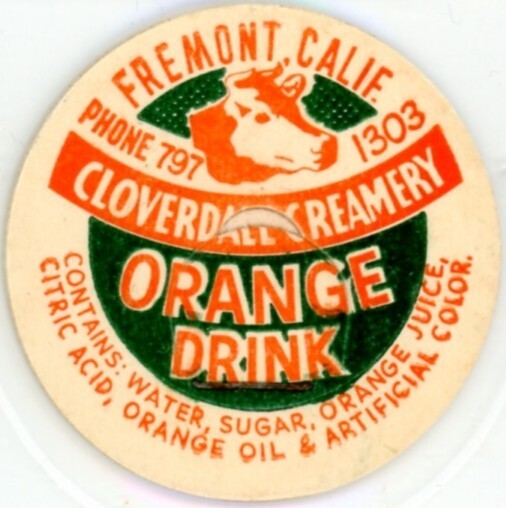 FREMONT, CALIF.
PHONE 797 1303
CLOVERDALE CREAMERY
ORANGE
DRINK
CONTAINS: WATER, SUGAR, ORANGE JUICE,
CITRIC ACID, ORANGE OIL & ARTIFICIAL COLOR.